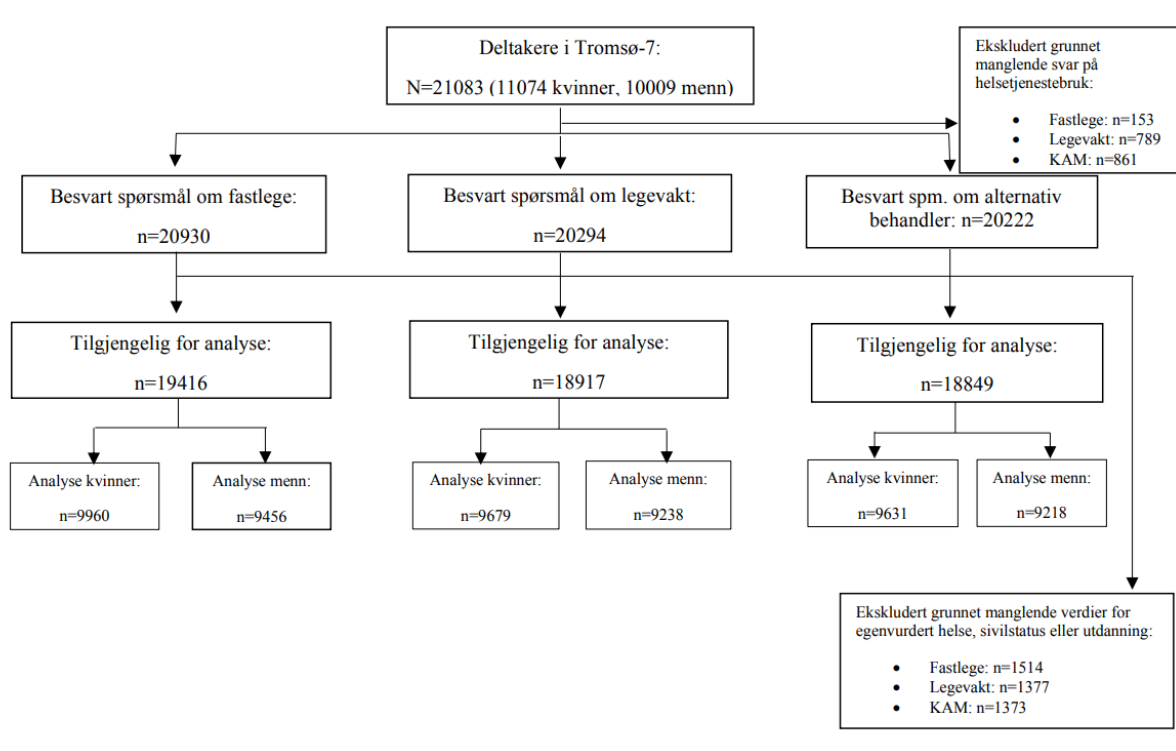 Deltakere i Tromsø-7:
N=21083 (11074 kvinner, 10009 menn)
Ekskludert grunnet
manglende svar på
helsetjenestebruk:
• Fastlege: n=153
• Legevakt: n=789
• KAM: n=861
Besvart spørsmål om fastlege:
n=20930
Besvart spørsmål om legevakt:
n=20294
Besvart spm. om alternativ
behandler: n=20222
Tilgjengelig for analyse:
n=19416
Tilgjengelig for analyse:
n=18917
Tilgjengelig for analyse:
n=18849
Analyse kvinner:
n=9960
Analyse menn:
n=9456
Analyse kvinner:
n=9679
Analyse menn:
n=9238
Analyse kvinner:
n=9631
Analyse menn:
n=9218
Ekskludert grunnet manglende verdier for
egenvurdert helse, sivilstatus eller utdanning:
• Fastlege: n=1514
• Legevakt: n=1377
• KAM: n=1373